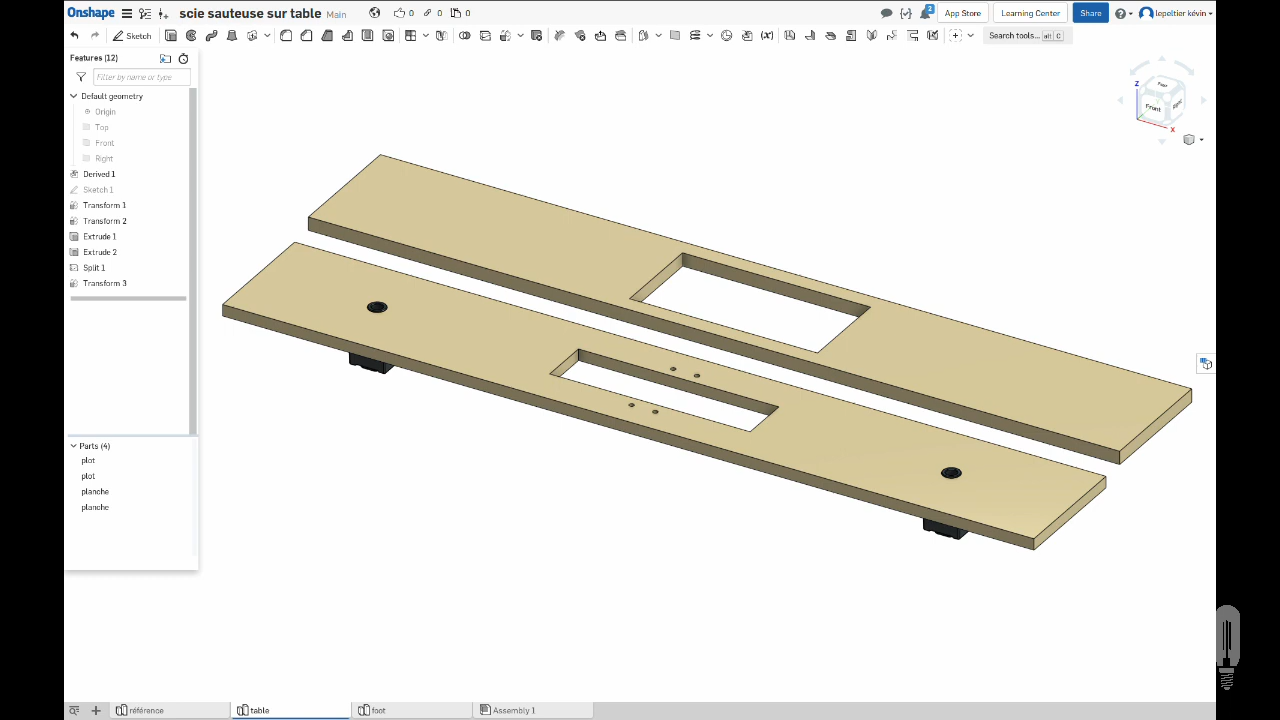 Onshape scie sauteuse sur table Main 0 0 0 2 App Store Learning Center Share lepeltier kévin
Sketch Search tools... alt C
Features (12)
Filter by name or type
Default geometry
Origin
Top
Front
Right
Derived 1
Sketch 1
Transform 1
Transform 2
Extrude 1
Extrude 2
Split 1
Transform 3
Parts (4)
plot
plot
planche
planche
Z
Front
X
référence table foot Assembly 1